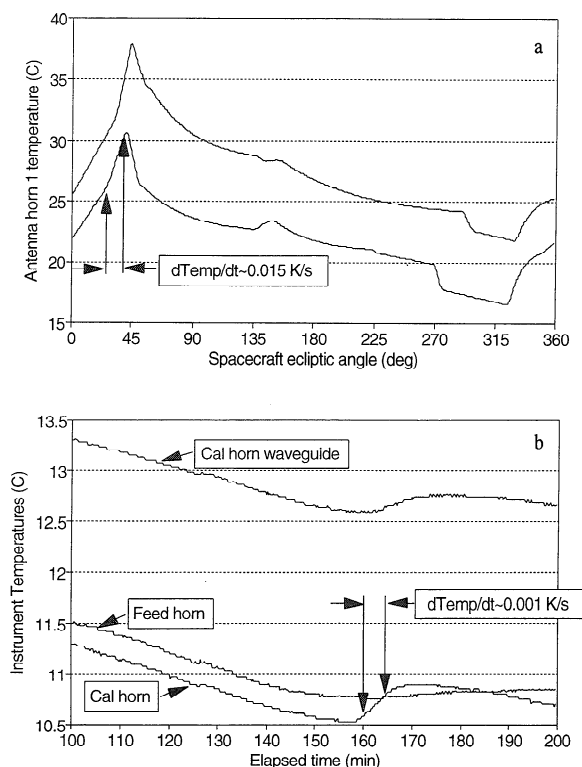 a
Antenna horn 1 temperature (C)
40
35
30
25
20
15
dTemp/dt~0.015 K/s
0 45 90 135 180 225 270 315 360
Spacecraft ecliptic angle (deg)
b
Instrument Temperatures (C)
13.5
13
12.5
12
11.5
11
10.5
Cal horn waveguide
dTemp/dt~0.001 K/s
Feed horn
Cal horn
100 110 120 130 140 150 160 170 180 190 200
Elapsed time (min)